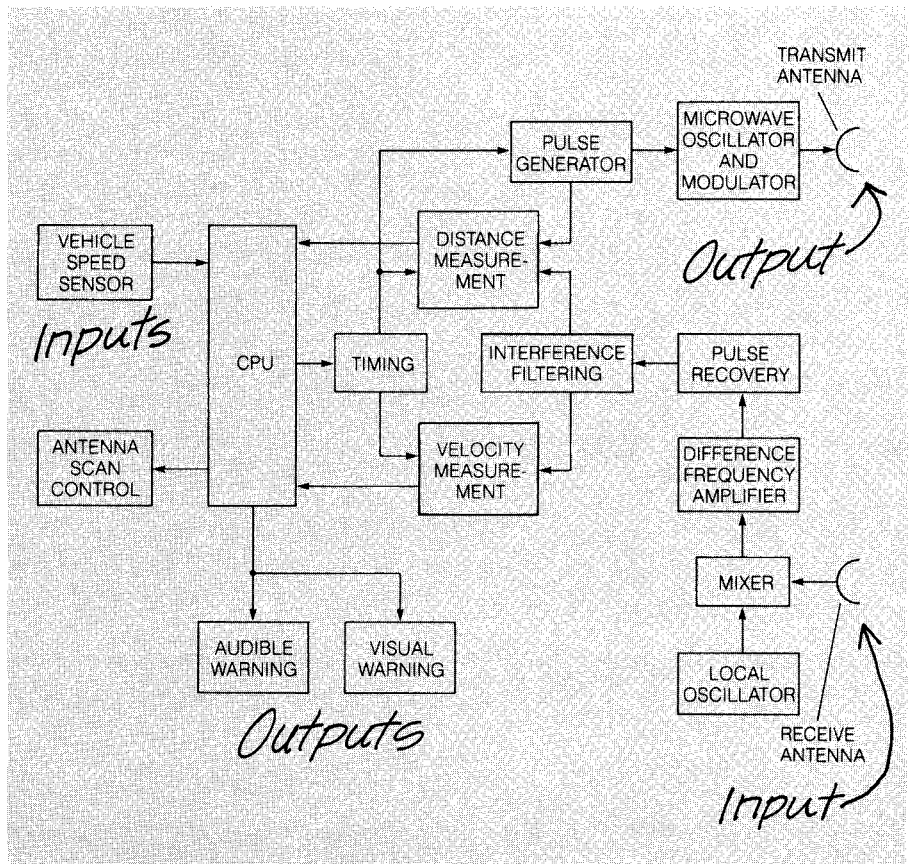 TRANSMIT
ANTENNA
MICROWAVE
OSCILLATOR
AND
MODULATOR
PULSE
GENERATOR
Output
VEHICLE
SPEED
SENSOR
DISTANCE
MEASURE-
MENT
Inputs
CPU
TIMING
INTERFERENCE
FILTERING
PULSE
RECOVERY
ANTENNA
SCAN
CONTROL
VELOCITY
MEASURE-
MENT
DIFFERENCE
FREQUENCY
AMPLIFIER
MIXER
AUDIBLE
WARNING
VISUAL
WARNING
LOCAL
OSCILLATOR
Outputs
RECEIVE
ANTENNA
Input